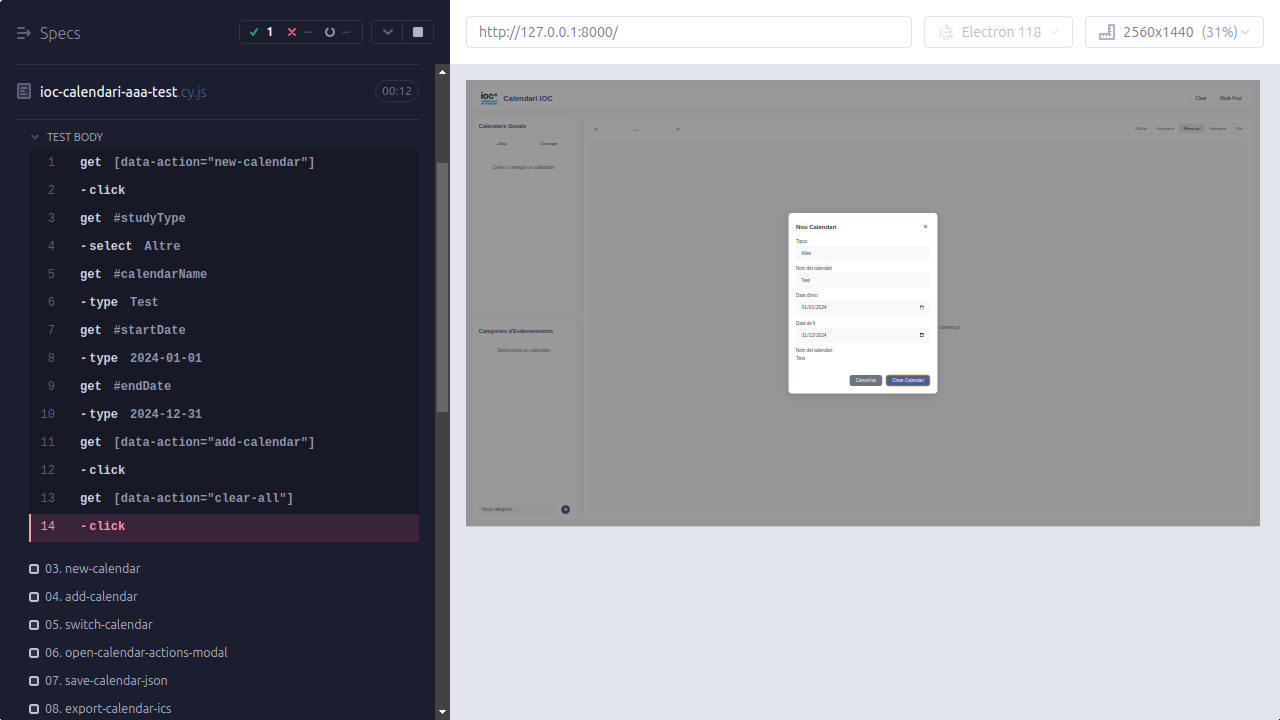 Specs
1
--
--
http://127.0.0.1:8000/
Electron 118
2560x1440 (31%)
ioc-calendari-aaa-test.cy.js
00:12
TEST BODY
1 get [data-action="new-calendar"]
2 -click
3 get #studyType
4 -select Altre
5 get #calendarName
6 -type Test
7 get #startDate
8 -type 2024-01-01
9 get #endDate
10 -type 2024-12-31
11 get [data-action="add-calendar"]
12 -click
13 get [data-action="clear-all"]
14 -click
03. new-calendar
04. add-calendar
05. switch-calendar
06. open-calendar-actions-modal
07. save-calendar-json
08. export-calendar-ics
ioc
Calendari IOC
Clear
Mode Fosc
Calendaris Desats
+ Nou
Carregar
Crea o carrega un calendari.
Global
Semestre
Mensual
Setmanal
Dia
Categories d'Esdeveniments
Selecciona un calendari.
Nova categoria...
+
Nou Calendari
×
Tipus:
Altre
Nom del calendari
Test
Data d'inici
01/01/2024
Data de fi
31/12/2024
Nom del calendari:
Test
Cancel·lar
Crear Calendari
començar.